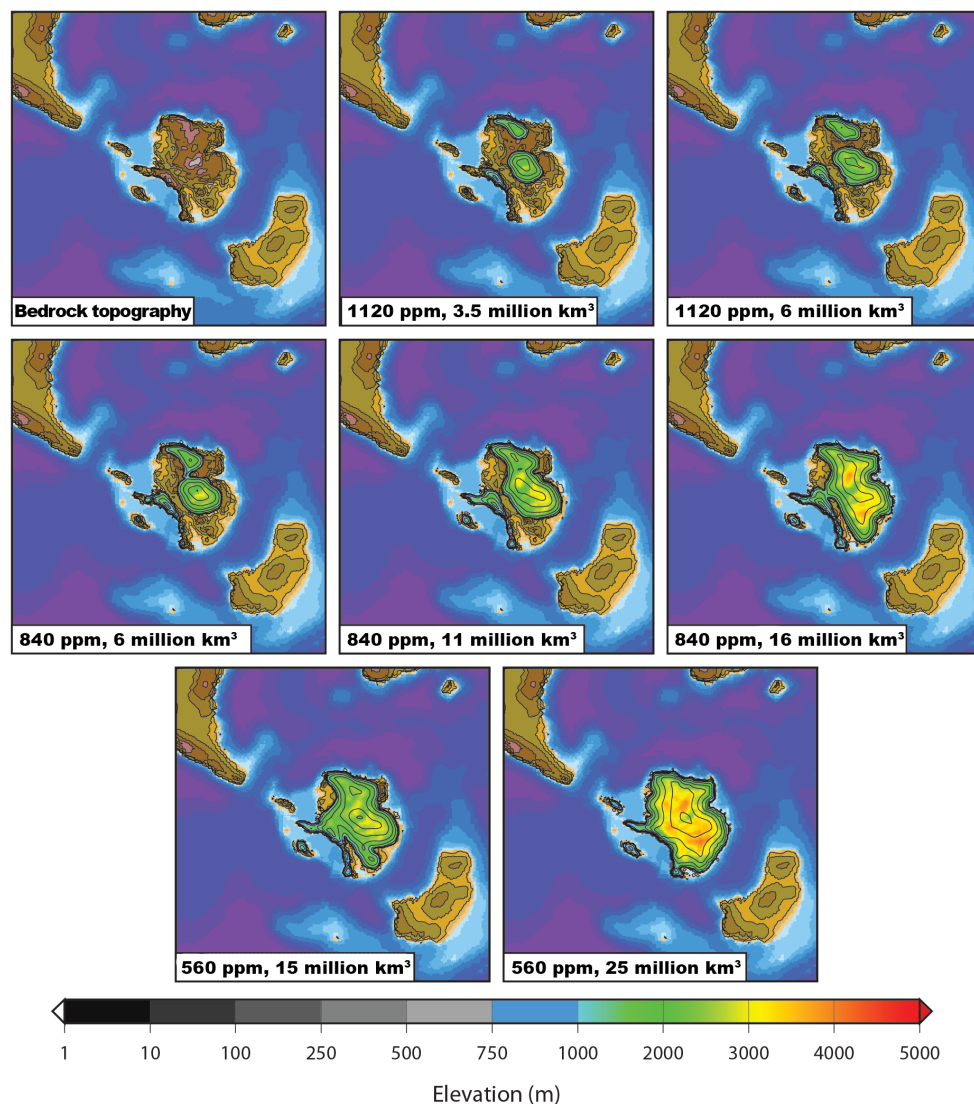 Bedrock topography
1120 ppm, 3.5 million km³
1120 ppm, 6 million km³
840 ppm, 6 million km³
840 ppm, 11 million km³
840 ppm, 16 million km³
560 ppm, 15 million km³
560 ppm, 25 million km³
1 10 100 250 500 750 1000 2000 3000 4000 5000
Elevation (m)